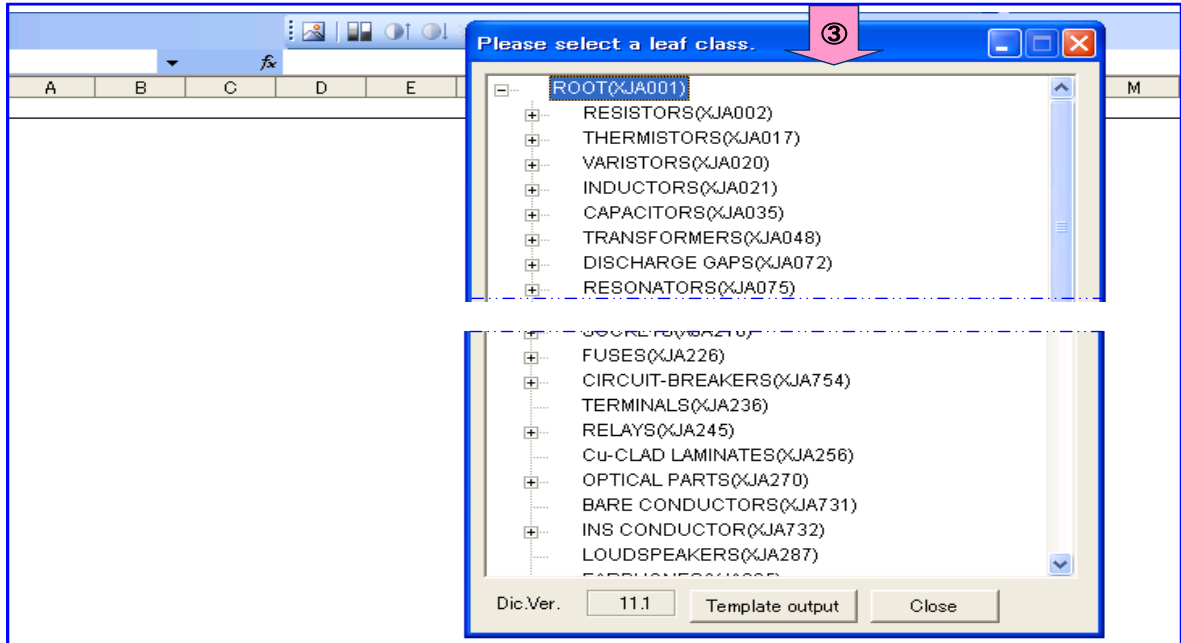 Please select a leaf class.
③
fx
A B C D E M
ROOT(XJA001)
RESISTORS(XJA002)
THERMISTORS(XJA017)
VARISTORS(XJA020)
INDUCTORS(XJA021)
CAPACITORS(XJA035)
TRANSFORMERS(XJA048)
DISCHARGE GAPS(XJA072)
RESONATORS(XJA075)
FUSES(XJA226)
CIRCUIT-BREAKERS(XJA754)
TERMINALS(XJA236)
RELAYS(XJA245)
Cu-CLAD LAMINATES(XJA256)
OPTICAL PARTS(XJA270)
BARE CONDUCTORS(XJA731)
INS CONDUCTOR(XJA732)
LOUDSPEAKERS(XJA287)
Dic.Ver. 11.1 Template output Close